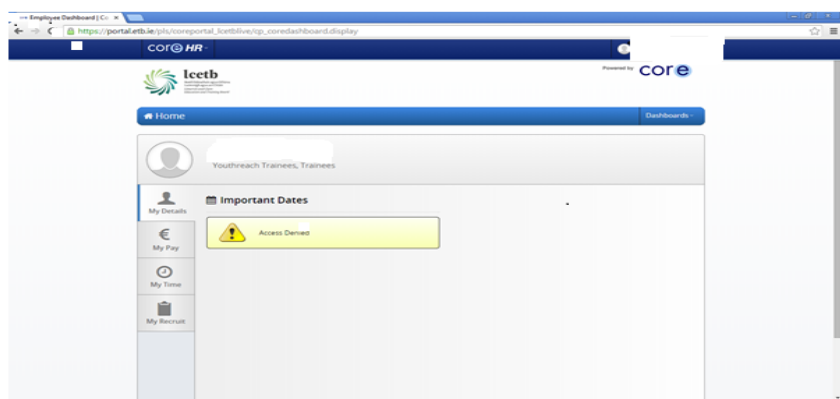 Employee Dashboard | Co
https://portal.etb.ie/pls/coreportal_lcetblive/cp_coredashboard.display
cor@ HR
lcetb
Powered by core
Home
Dashboards
Youthreach Trainees, Trainees
My Details
Important Dates
€
My Pay
Access Denied
My Time
My Recruit